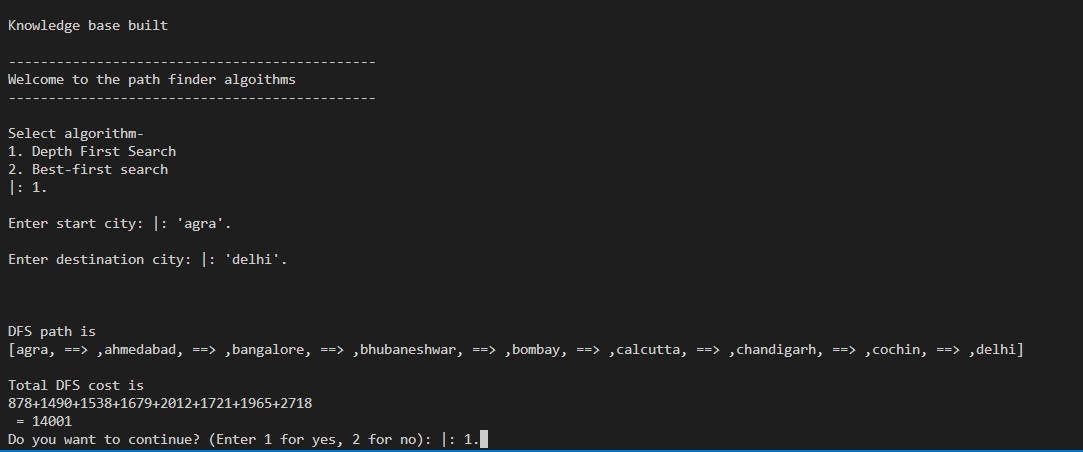 Knowledge base built
----------------------------------------------
Welcome to the path finder algoithms
----------------------------------------------
Select algorithm-
1. Depth First Search
2. Best-first search
|: 1.
Enter start city: |: 'agra'.
Enter destination city: |: 'delhi'.
DFS path is
[agra, ==> ,ahmedabad, ==> ,bangalore, ==> ,bhubaneshwar, ==> ,bombay, ==> ,calcutta, ==> ,chandigarh, ==> ,cochin, ==> ,delhi]
Total DFS cost is
878+1490+1538+1679+2012+1721+1965+2718
 = 14001
Do you want to continue? (Enter 1 for yes, 2 for no): |: 1.